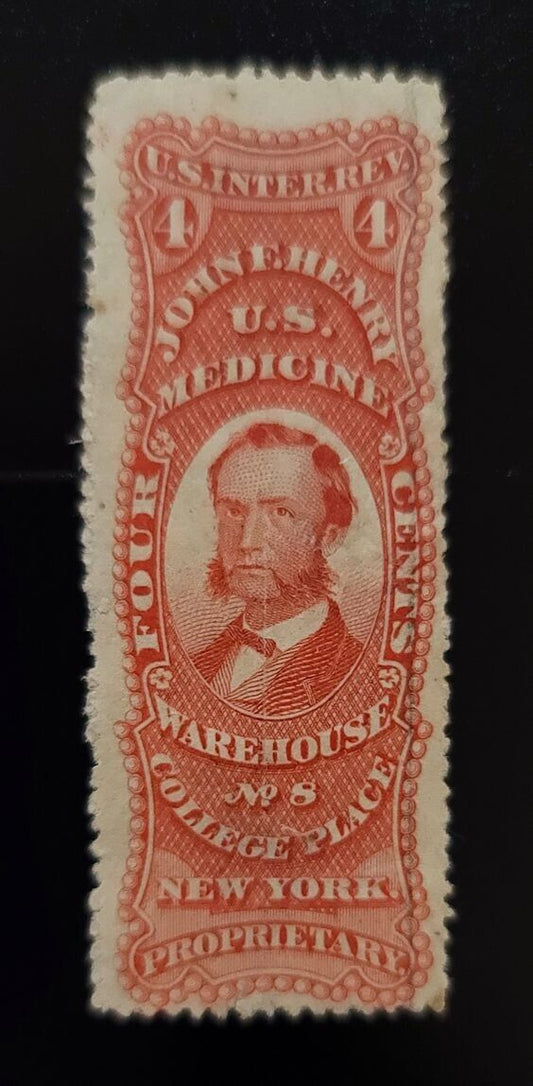 U.S. INTER. REV.
4 4
JOHN F. HENRY
U.S.
MEDICINE
FOUR CENTS
WAREHOUSE
No 8
COLLEGE PLACE
NEW YORK.
PROPRIETARY.